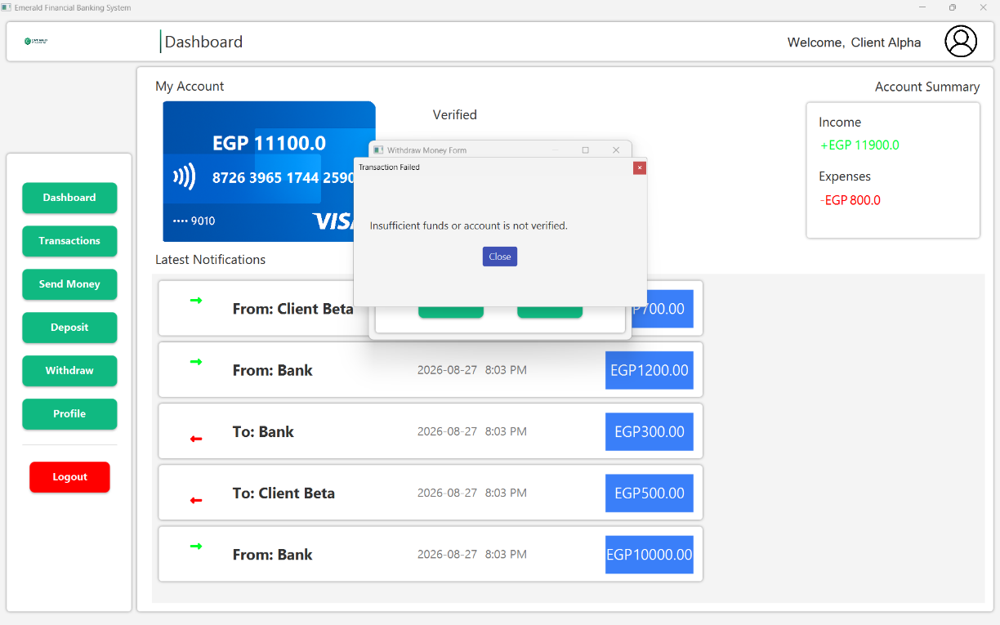 Emerald Financial Banking System
Dashboard
Welcome, Client Alpha
My Account
Account Summary
EGP 11100.0
8726 3965 1744 2590
•••• 9010
VISA
Verified
Income
+EGP 11900.0
Expenses
-EGP 800.0
Withdraw Money Form
Transaction Failed
Insufficient funds or account is not verified.
Close
Dashboard
Transactions
Send Money
Deposit
Withdraw
Profile
Logout
Latest Notifications
From: Client Beta
P700.00
From: Bank 2026-08-27 8:03 PM EGP1200.00
To: Bank 2026-08-27 8:03 PM EGP300.00
To: Client Beta 2026-08-27 8:03 PM EGP500.00
From: Bank 2026-08-27 8:03 PM EGP10000.00